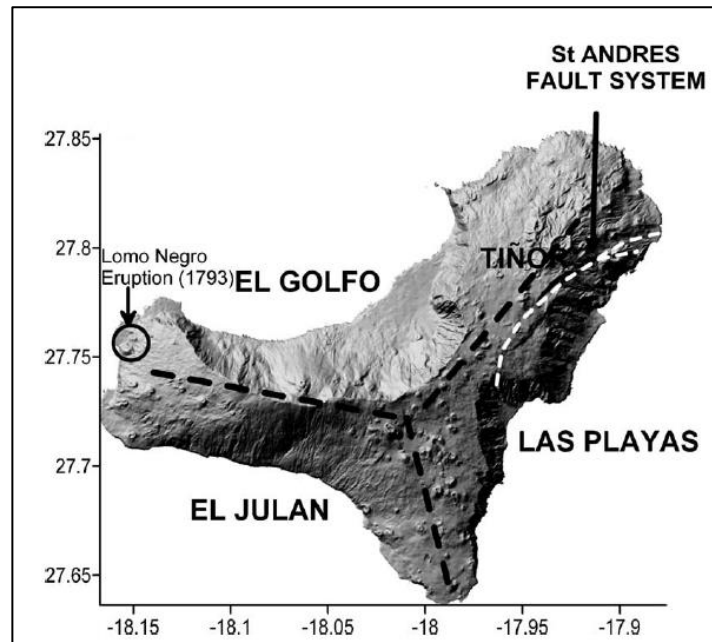 St ANDRES
FAULT SYSTEM
27.85
27.8
TIÑOR
Lomo Negro
Eruption (1793)
EL GOLFO
27.75
LAS PLAYAS
27.7
EL JULAN
27.65
-18.15
-18.1
-18.05
-18
-17.95
-17.9